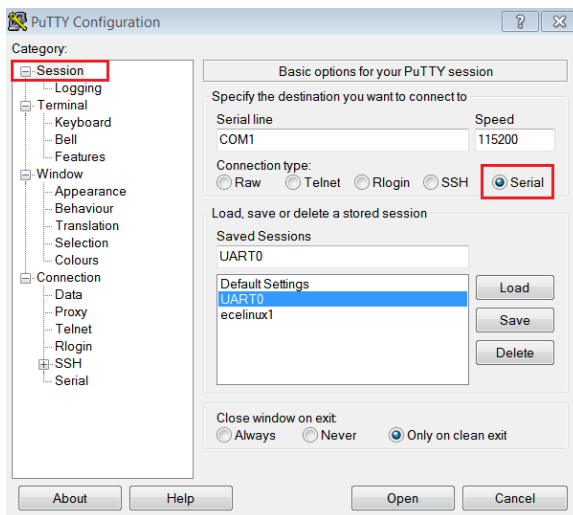 PuTTY Configuration
Category:
Session
Logging
Terminal
Keyboard
Bell
Features
Window
Appearance
Behaviour
Translation
Selection
Colours
Connection
Data
Proxy
Telnet
Rlogin
SSH
Serial
Basic options for your PuTTY session
Specify the destination you want to connect to
Serial line Speed
COM1 115200
Connection type:
Raw Telnet Rlogin SSH Serial
Load, save or delete a stored session
Saved Sessions
UART0
Default Settings
UART0
ecelinux1
Load
Save
Delete
Close window on exit:
Always Never Only on clean exit
About Help Open Cancel